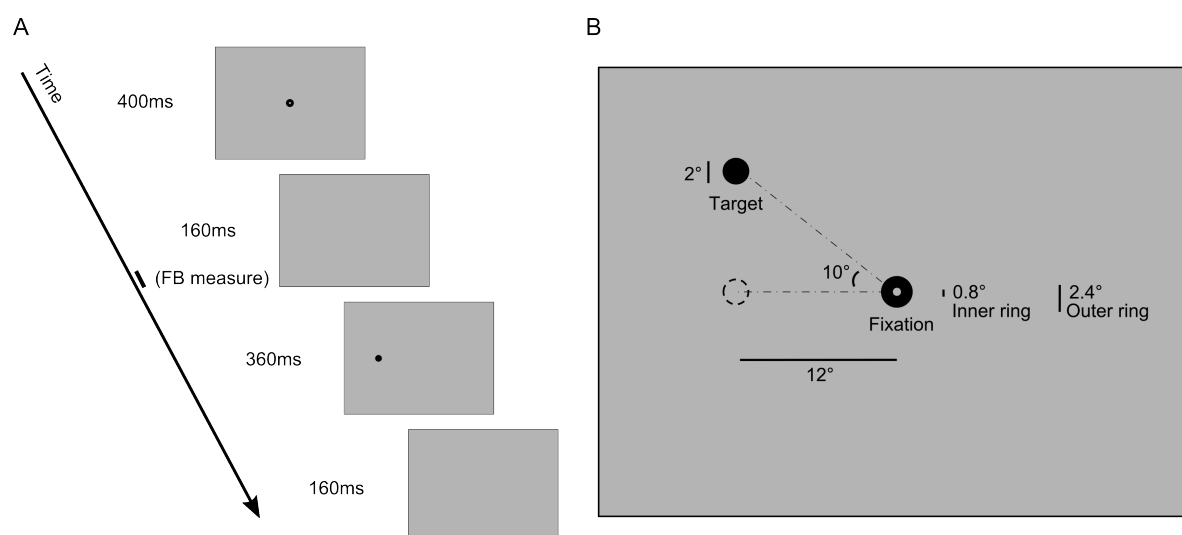 A
B
Time
400ms
160ms
(FB measure)
360ms
160ms
2°
Target
10°
Fixation
0.8°
Inner ring
2.4°
Outer ring
12°